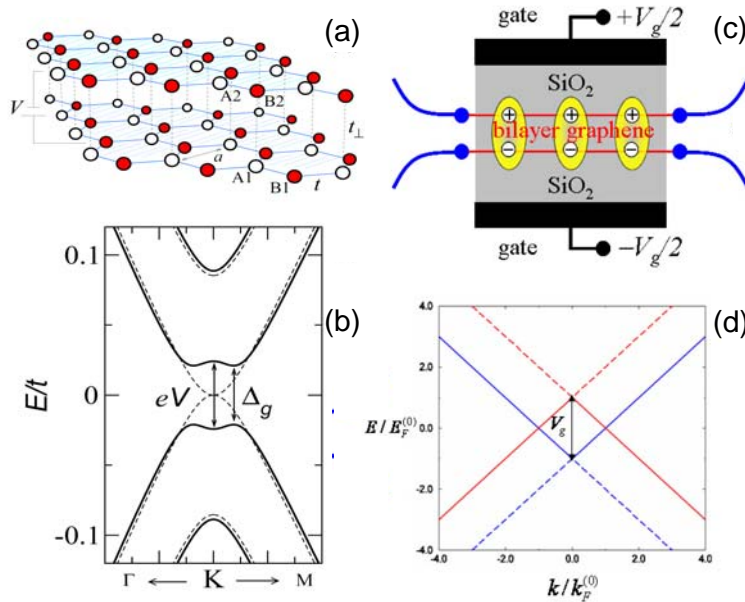 (a)
V
A2
B2
t⊥
a
A1
B1
t
gate
+Vg/2
(c)
SiO2
+ + +
bilayer graphene
− − −
SiO2
gate
−Vg/2
(b)
0.1
E/t
0
eV
Δg
-0.1
Γ ← K → M
(d)
4.0
2.0
E/EF(0)
0.0
Vg
-2.0
-4.0
-4.0 -2.0 0.0 2.0 4.0
k/kF(0)